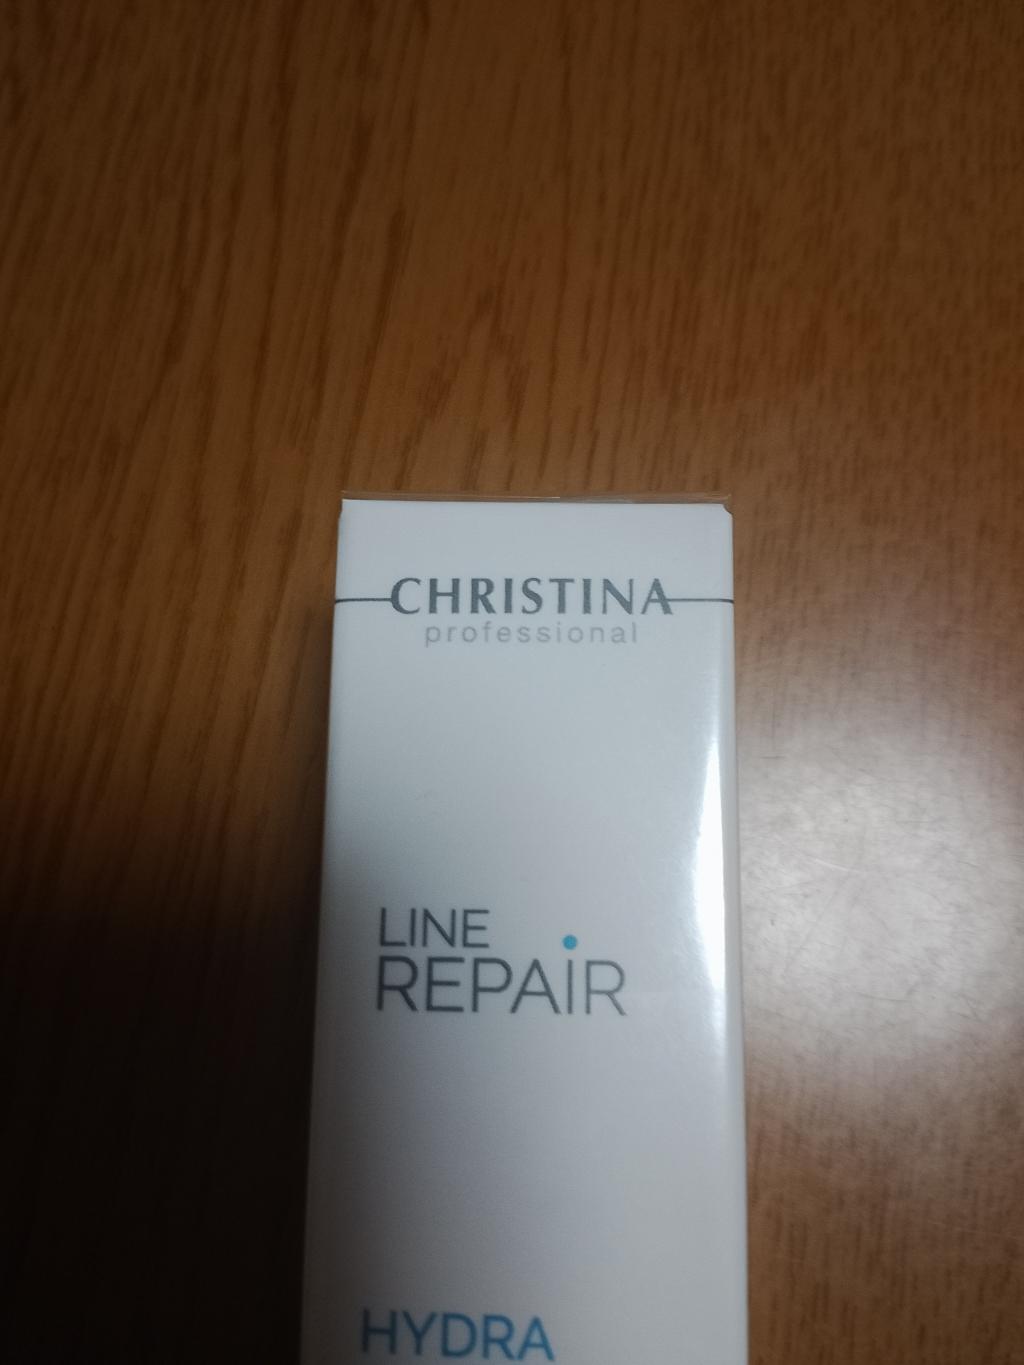 CHRISTINA
professional
LINE
REPAIR
HYDRA